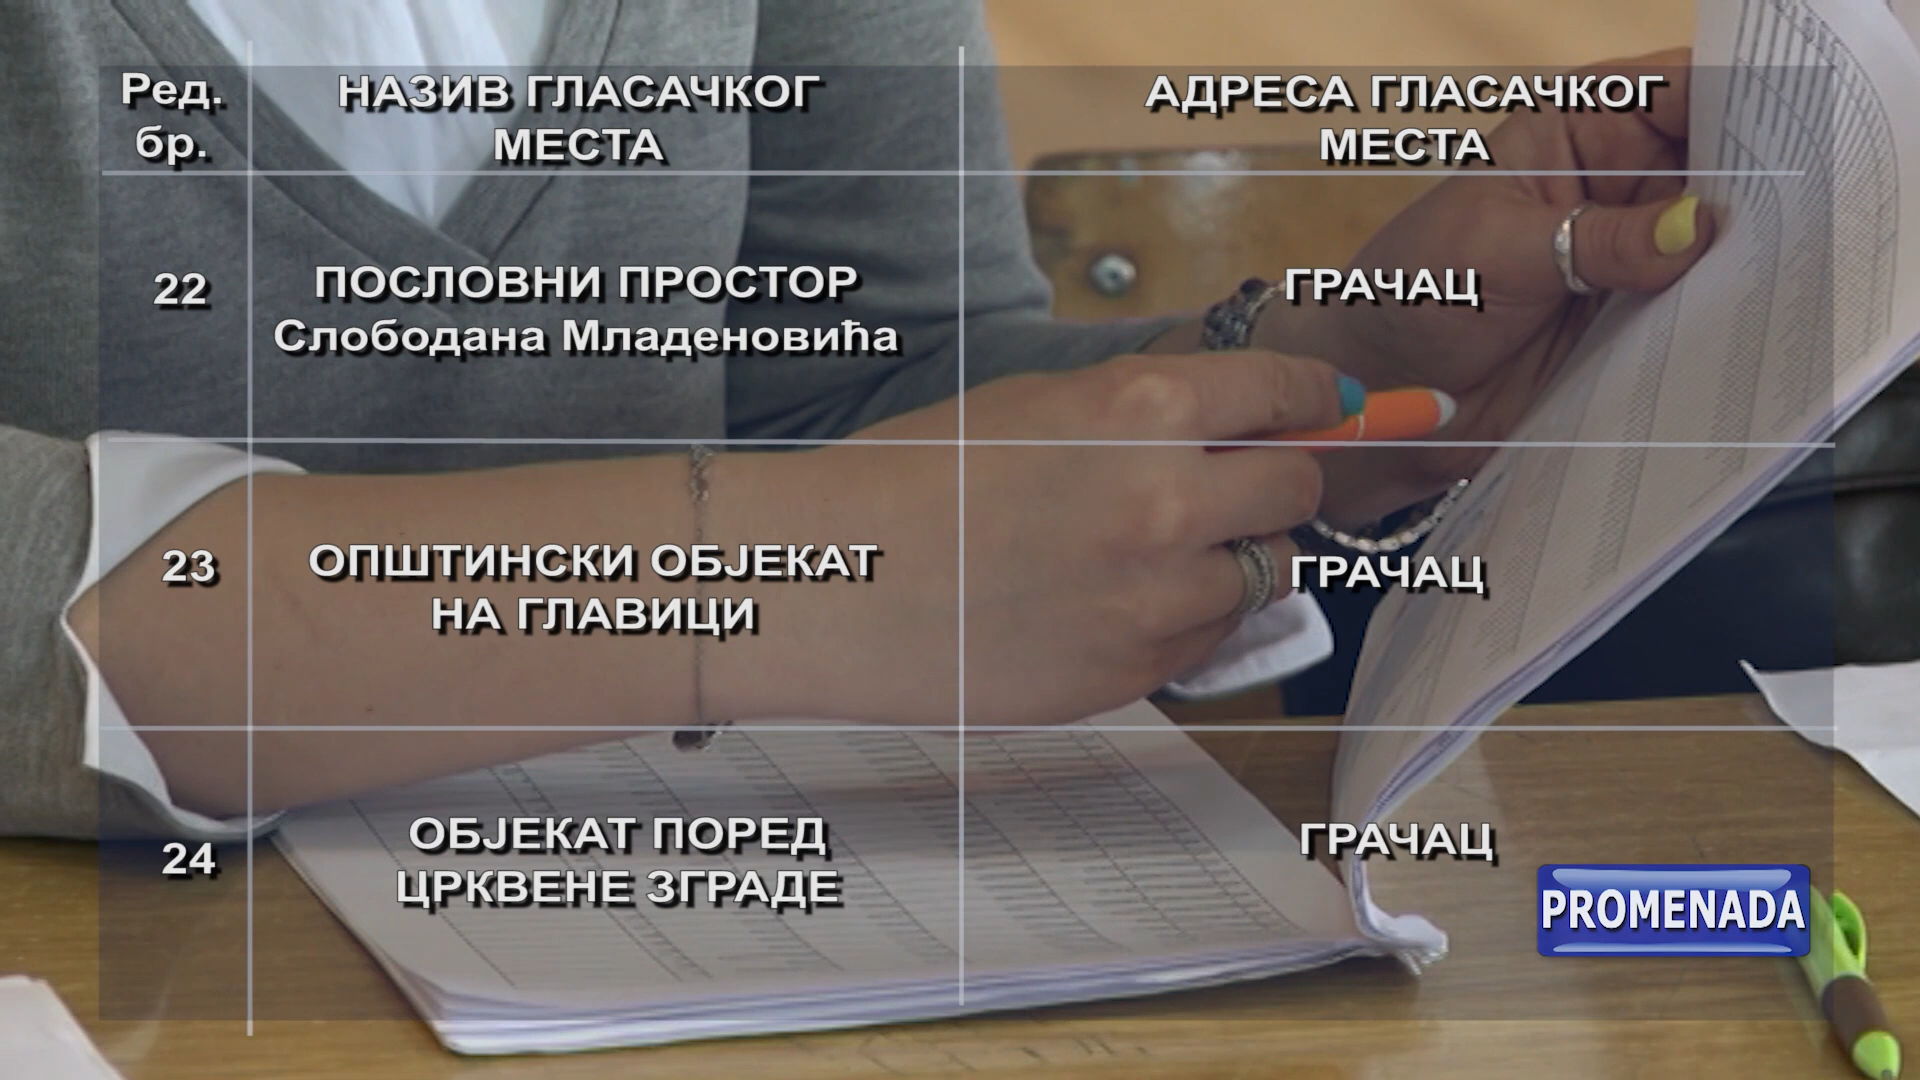 Ред.
бр.
НАЗИВ ГЛАСАЧКОГ
МЕСТА
АДРЕСА ГЛАСАЧКОГ
МЕСТА
22
ПОСЛОВНИ ПРОСТОР
Слободана Младеновића
ГРАЧАЦ
23
ОПШТИНСКИ ОБЈЕКАТ
НА ГЛАВИЦИ
ГРАЧАЦ
24
ОБЈЕКАТ ПОРЕД
ЦРКВЕНЕ ЗГРАДЕ
ГРАЧАЦ
PROMENADA